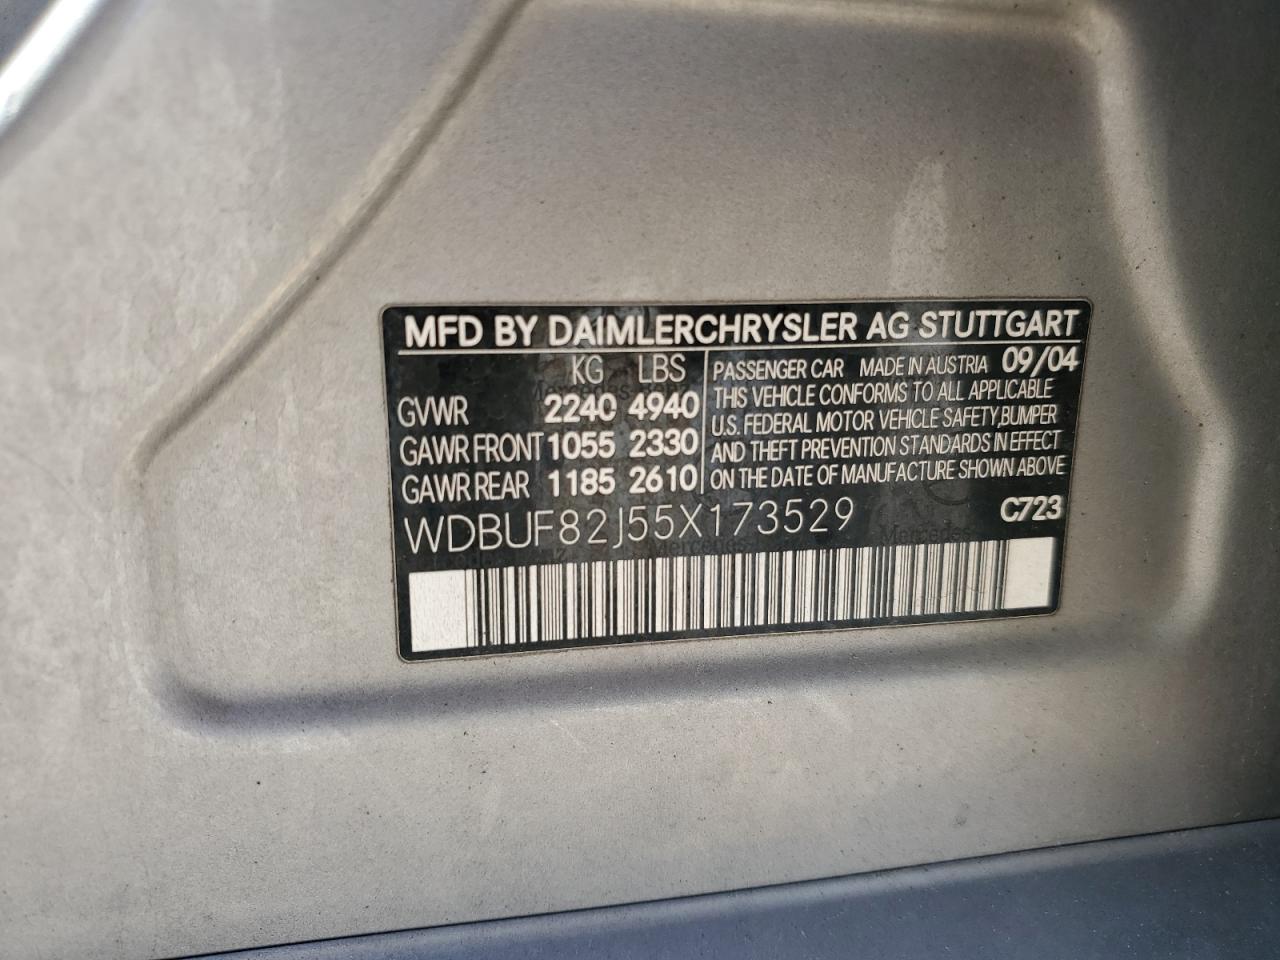 MFD BY DAIMLERCHRYSLER AG STUTTGART
KG LBS
GVWR 2240 4940
GAWR FRONT 1055 2330
GAWR REAR 1185 2610
PASSENGER CAR MADE IN AUSTRIA 09/04
THIS VEHICLE CONFORMS TO ALL APPLICABLE
U.S. FEDERAL MOTOR VEHICLE SAFETY,BUMPER
AND THEFT PREVENTION STANDARDS IN EFFECT
ON THE DATE OF MANUFACTURE SHOWN ABOVE
WDBUF82J55X173529 C723